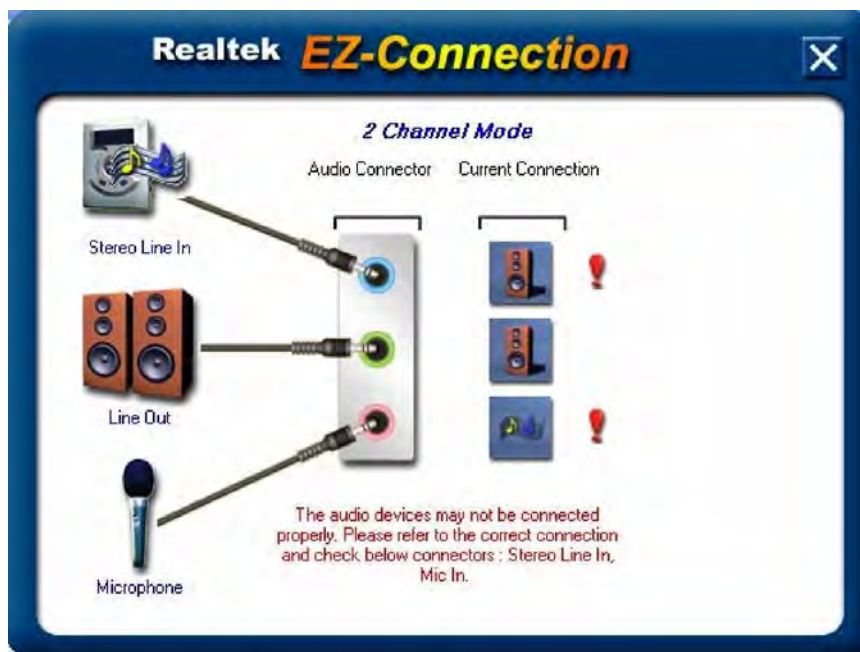 Realtek EZ-Connection
2 Channel Mode
Audio Connector Current Connection
Stereo Line In
Line Out
Microphone
The audio devices may not be connected
properly. Please refer to the correct connection
and check below connectors : Stereo Line In,
Mic In.